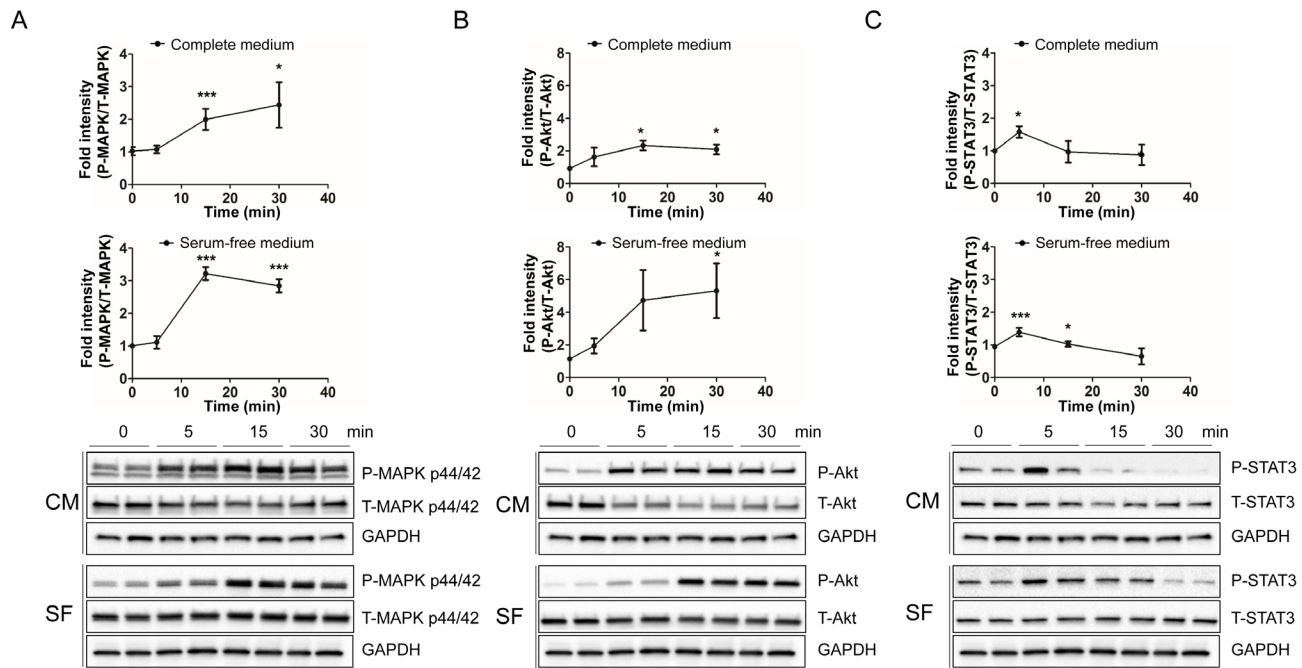 A
Complete medium
Fold intensity
(P-MAPK/T-MAPK)
4
3
2
1
0
***
*
0 10 20 30 40
Time (min)
Serum-free medium
Fold intensity
(P-MAPK/T-MAPK)
4
3
2
1
0
***
***
0 10 20 30 40
Time (min)
0 5 15 30 min
CM
P-MAPK p44/42
T-MAPK p44/42
GAPDH
SF
P-MAPK p44/42
T-MAPK p44/42
GAPDH
B
Complete medium
Fold intensity
(P-Akt/T-Akt)
8
6
4
2
0
*
*
0 10 20 30 40
Time (min)
Serum-free medium
Fold intensity
(P-Akt/T-Akt)
8
6
4
2
0
*
0 10 20 30 40
Time (min)
0 5 15 30 min
CM
P-Akt
T-Akt
GAPDH
SF
P-Akt
T-Akt
GAPDH
C
Complete medium
Fold intensity
(P-STAT3/T-STAT3)
4
3
2
1
0
*
0 10 20 30 40
Time (min)
Serum-free medium
Fold intensity
(P-STAT3/T-STAT3)
4
3
2
1
0
***
*
0 10 20 30 40
Time (min)
0 5 15 30 min
CM
P-STAT3
T-STAT3
GAPDH
SF
P-STAT3
T-STAT3
GAPDH